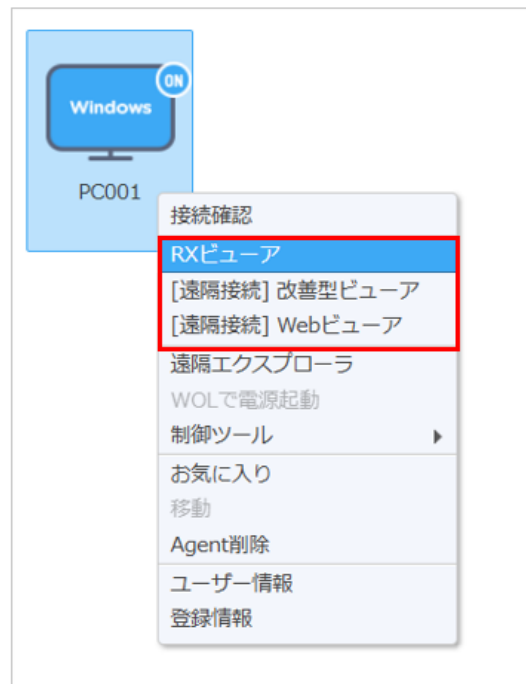 ON
Windows
PC001
接続確認
RXビューア
[遠隔接続] 改善型ビューア
[遠隔接続] Webビューア
遠隔エクスプローラ
WOLで電源起動
制御ツール
お気に入り
移動
Agent削除
ユーザー情報
登録情報